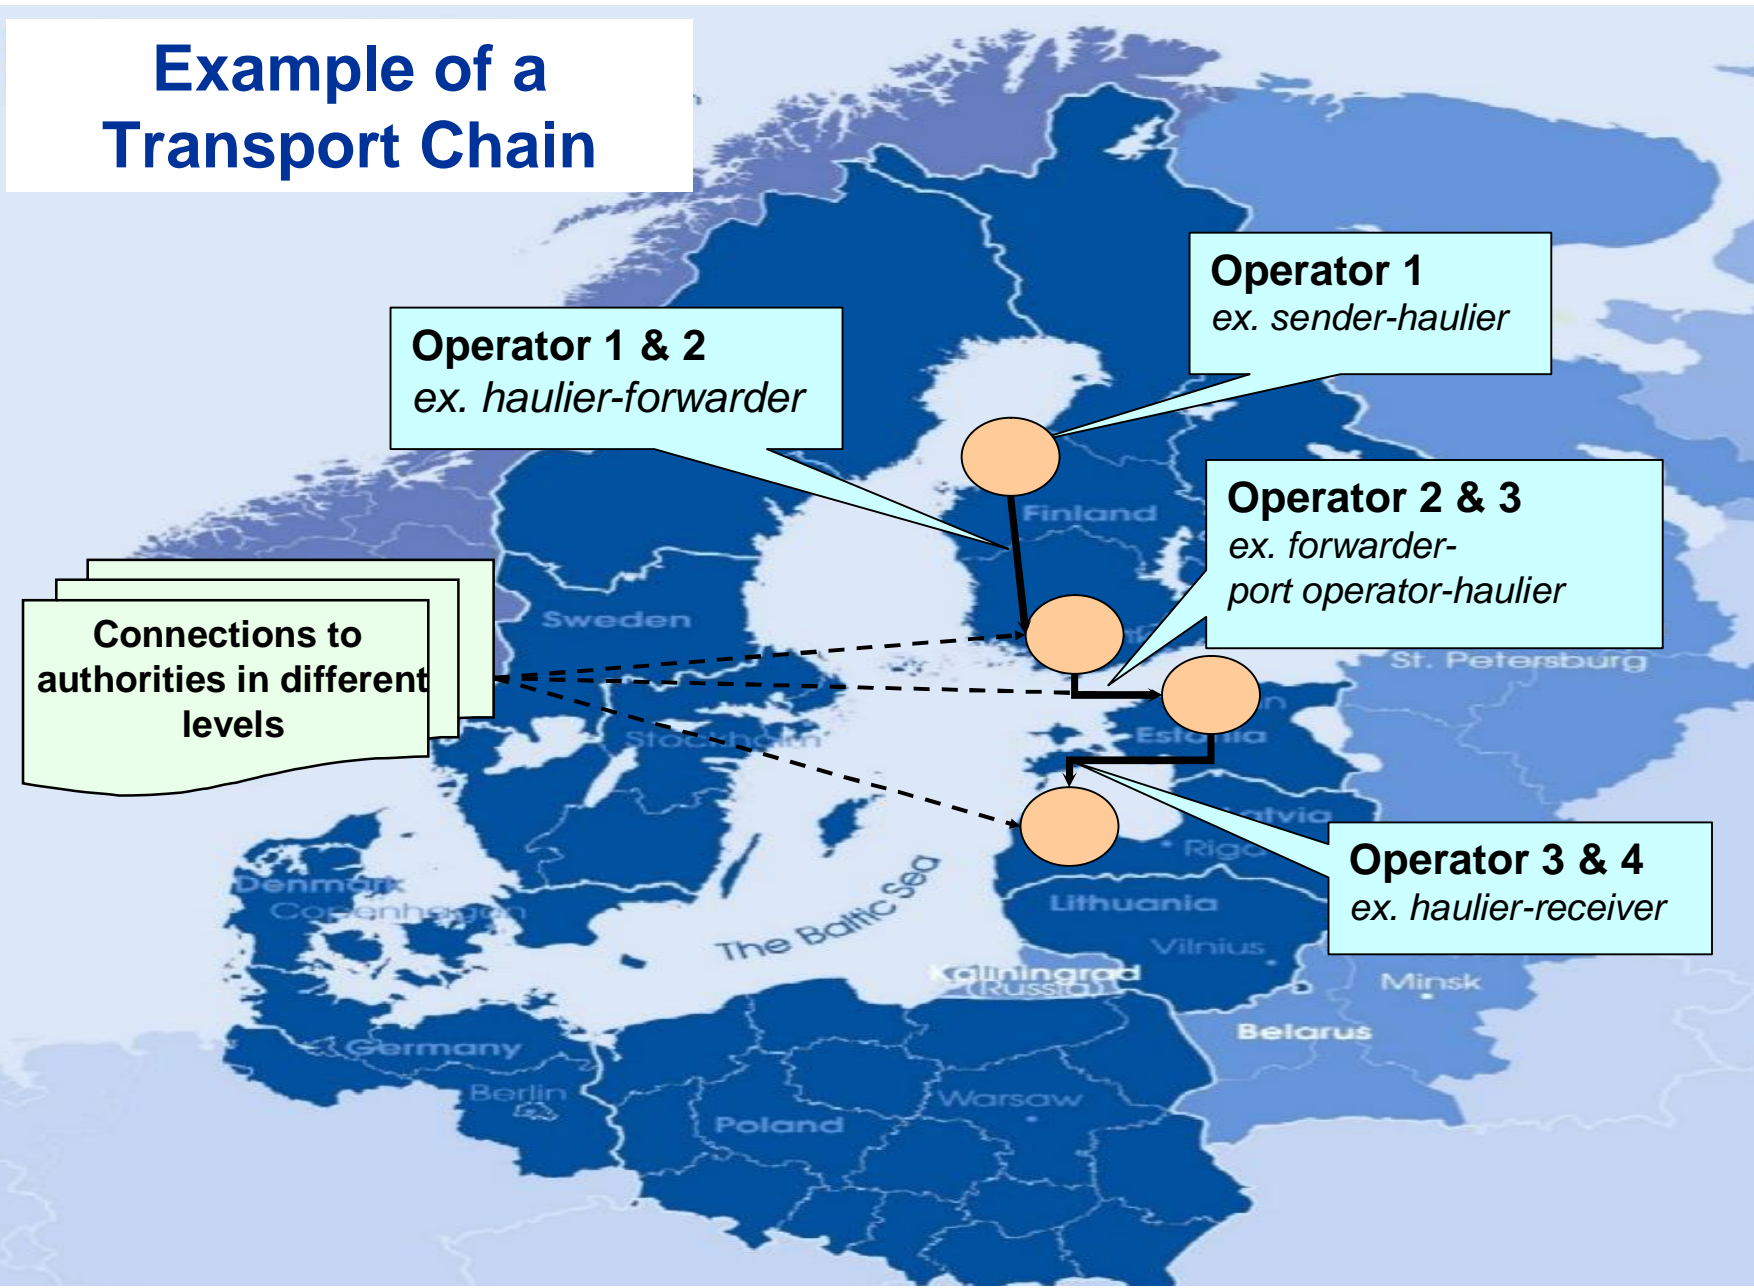 Example of a
Transport Chain
Operator 1
ex. sender-haulier
Operator 1 & 2
ex. haulier-forwarder
Operator 2 & 3
ex. forwarder-
port operator-haulier
Finland
Connections to
authorities in different
levels
Sweden
St. Petersburg
Stockholm
Estonia
Riga
Operator 3 & 4
ex. haulier-receiver
Denmark
Copenhagen
The Baltic Sea
Lithuania
Vilnius
Kaliningrad
(Russia)
Minsk
Belarus
Germany
Berlin
Warsaw
Poland